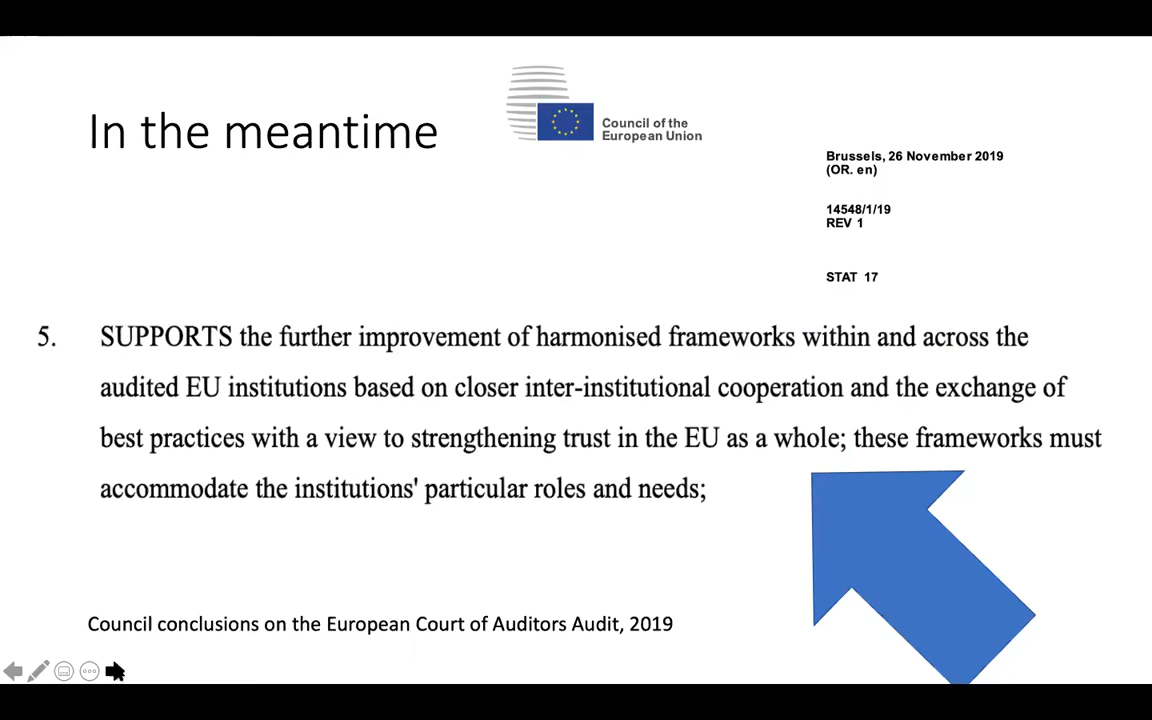 In the meantime
Council of the
European Union
Brussels, 26 November 2019
(OR. en)
14548/1/19
REV 1
STAT 17
5. SUPPORTS the further improvement of harmonised frameworks within and across the
audited EU institutions based on closer inter-institutional cooperation and the exchange of
best practices with a view to strengthening trust in the EU as a whole; these frameworks must
accommodate the institutions' particular roles and needs;
Council conclusions on the European Court of Auditors Audit, 2019